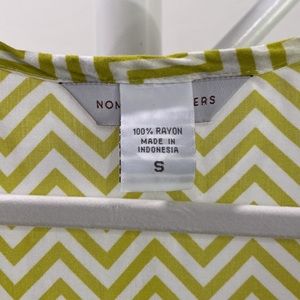 NOM ERS
100% RAYON
MADE IN
INDONESIA
S